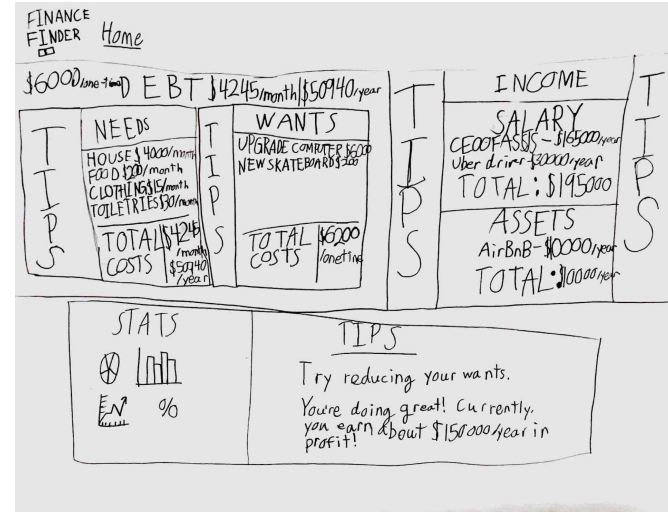 FINANCE
FINDER Home
$6000/one-time DEBT $4245/month|$50940/year
TIPS
NEEDS
HOUSE $4000/month
FOOD $200/month
CLOTHING $15/month
TOILETRIES $30/month
TOTAL COSTS $4245/month $50940/year
TIPS
WANTS
UPGRADE COMPUTER $6000
NEW SKATEBOARD $200
TOTAL COSTS $6200/onetime
TIPS
INCOME
SALARY
CEO OF ASSJS - $165000/year
Uber driver - $30000/year
TOTAL: $195000
ASSETS
AirBnB - $10000/year
TOTAL: $10000/year
TIPS
STATS
%
TIPS
Try reducing your wants.
You're doing great! Currently,
you earn about $150000/year in
profit!